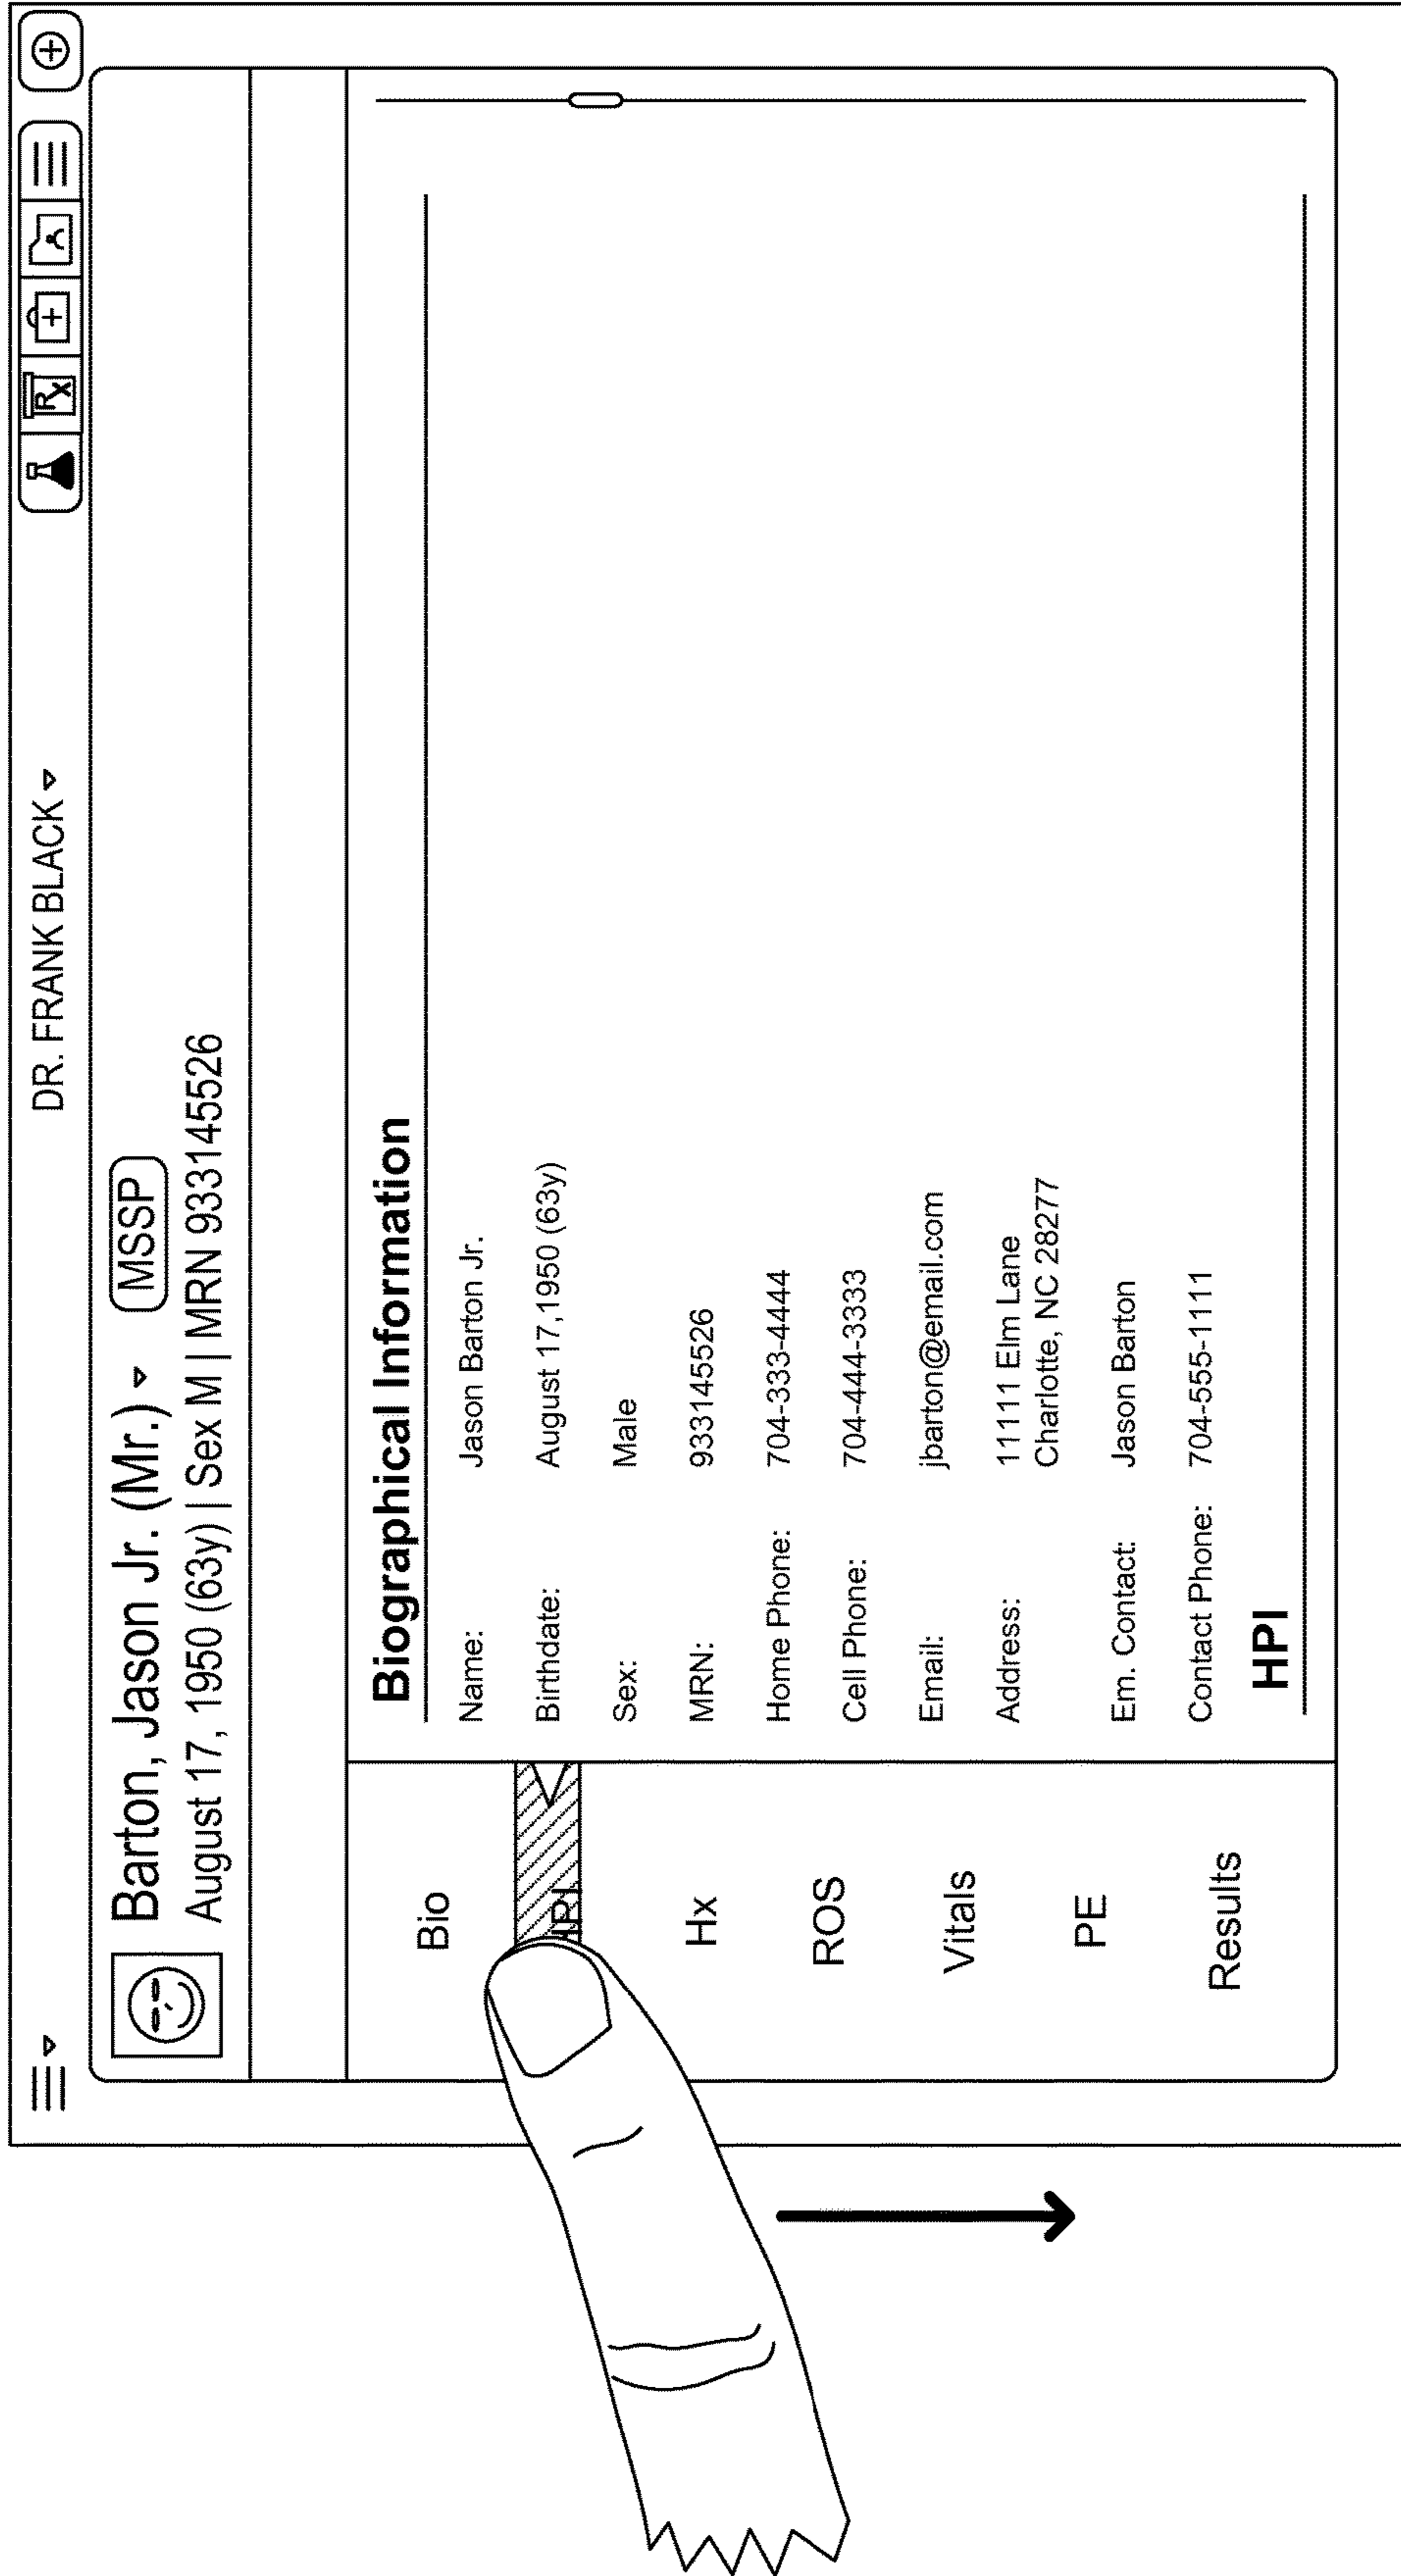 DR. FRANK BLACK
Rx
Barton, Jason Jr. (Mr.) MSSP
August 17, 1950 (63y) | Sex M | MRN 933145526
Bio
Hx
ROS
Vitals
PE
Results
Biographical Information
Name: Jason Barton Jr.
Birthdate: August 17,1950 (63y)
Sex: Male
MRN: 933145526
Home Phone: 704-333-4444
Cell Phone: 704-444-3333
Email: jbarton@email.com
Address: 11111 Elm Lane
Charlotte, NC 28277
Em. Contact: Jason Barton
Contact Phone: 704-555-1111
HPI